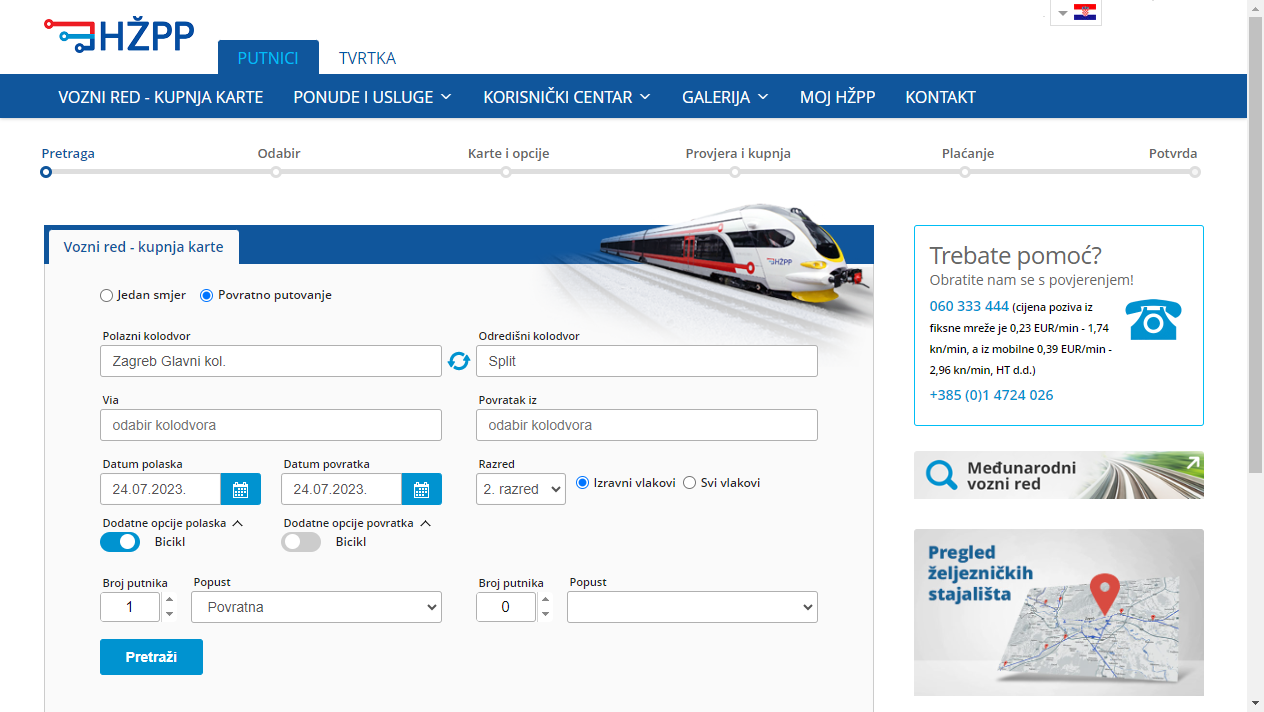 HŽPP
PUTNICI
TVRTKA
VOZNI RED - KUPNJA KARTE
PONUDE I USLUGE
KORISNIČKI CENTAR
GALERIJA
MOJ HŽPP
KONTAKT
Pretraga
Odabir
Karte i opcije
Provjera i kupnja
Plaćanje
Potvrda
Vozni red - kupnja karte
HŽPP
Jedan smjer
Povratno putovanje
Polazni kolodvor
Odredišni kolodvor
Zagreb Glavni kol.
Split
Via
Povratak iz
odabir kolodvora
odabir kolodvora
Datum polaska
Datum povratka
Razred
24.07.2023.
24.07.2023.
2. razred
Izravni vlakovi
Svi vlakovi
Dodatne opcije polaska
Dodatne opcije povratka
Bicikl
Bicikl
Broj putnika
Popust
Broj putnika
Popust
1
Povratna
0
Pretraži
Trebate pomoć?
Obratite nam se s povjerenjem!
060 333 444 (cijena poziva iz
fiksne mreže je 0,23 EUR/min - 1,74
kn/min, a iz mobilne 0,39 EUR/min -
2,96 kn/min, HT d.d.)
+385 (0)1 4724 026
Međunarodni
vozni red
Pregled
željezničkih
stajališta